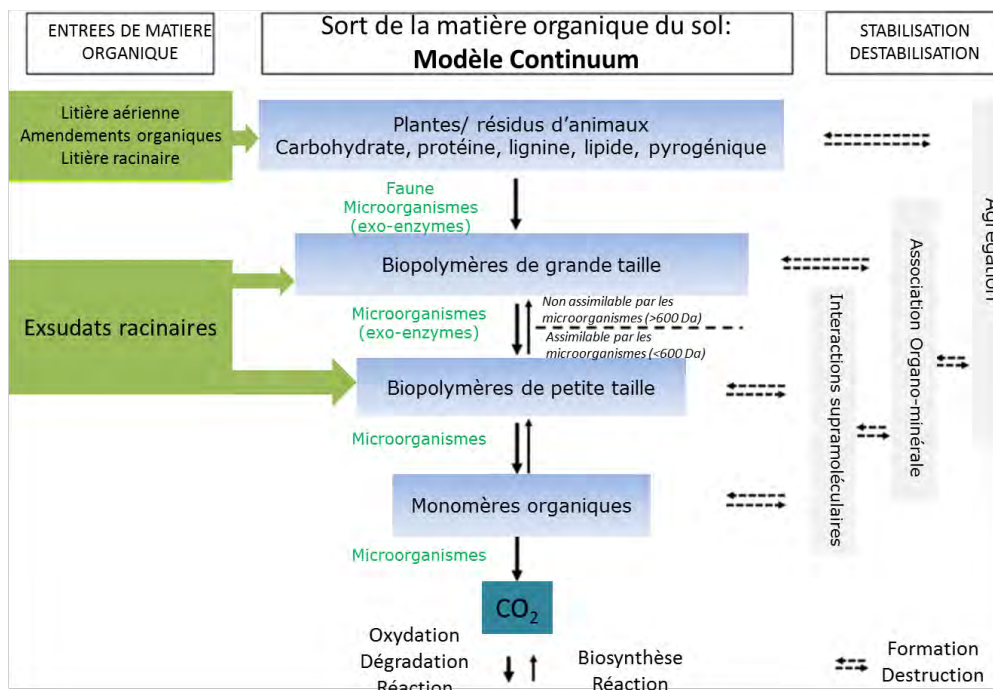 ENTREES DE MATIERE
ORGANIQUE
Sort de la matière organique du sol:
Modèle Continuum
STABILISATION
DESTABILISATION
Litière aérienne
Amendements organiques
Litière racinaire
Plantes/ résidus d'animaux
Carbohydrate, protéine, lignine, lipide, pyrogénique
Faune
Microorganismes
(exo-enzymes)
Biopolymères de grande taille
Exsudats racinaires
Microorganismes
(exo-enzymes)
Non assimilable par les
microorganismes (>600 Da)
Assimilable par les
microorganismes (<600 Da)
Biopolymères de petite taille
Microorganismes
Monomères organiques
Microorganismes
CO₂
Interactions supramoléculaires
Association Organo-minérale
Agrégation
Oxydation
Dégradation
Réaction
Biosynthèse
Réaction
Formation
Destruction